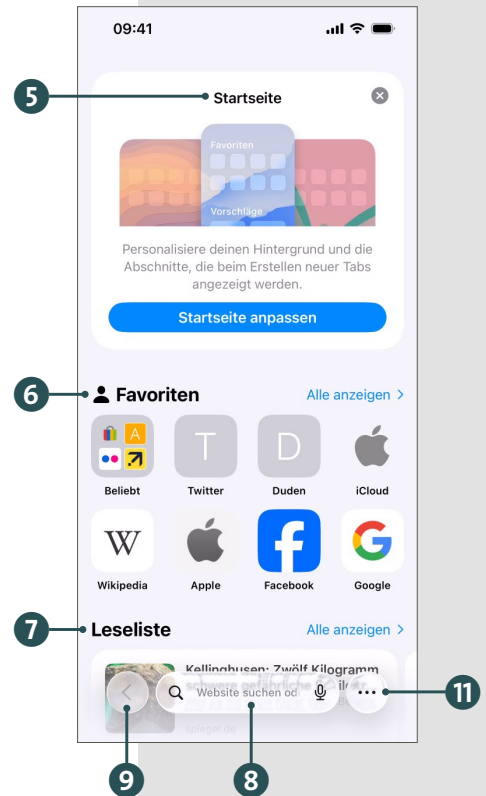 09:41
5
Startseite
Favoriten
Vorschläge
Personalisiere deinen Hintergrund und die
Abschnitte, die beim Erstellen neuer Tabs
angezeigt werden.
Startseite anpassen
6
Favoriten
Alle anzeigen >
A
T
D
Beliebt
Twitter
Duden
iCloud
W
f
G
Wikipedia
Apple
Facebook
Google
7
Leseliste
Alle anzeigen >
Kellinghusen: Zwölf Kilogramm
schwere gefährliche
Website suchen od
11
spiegel.de
9
8